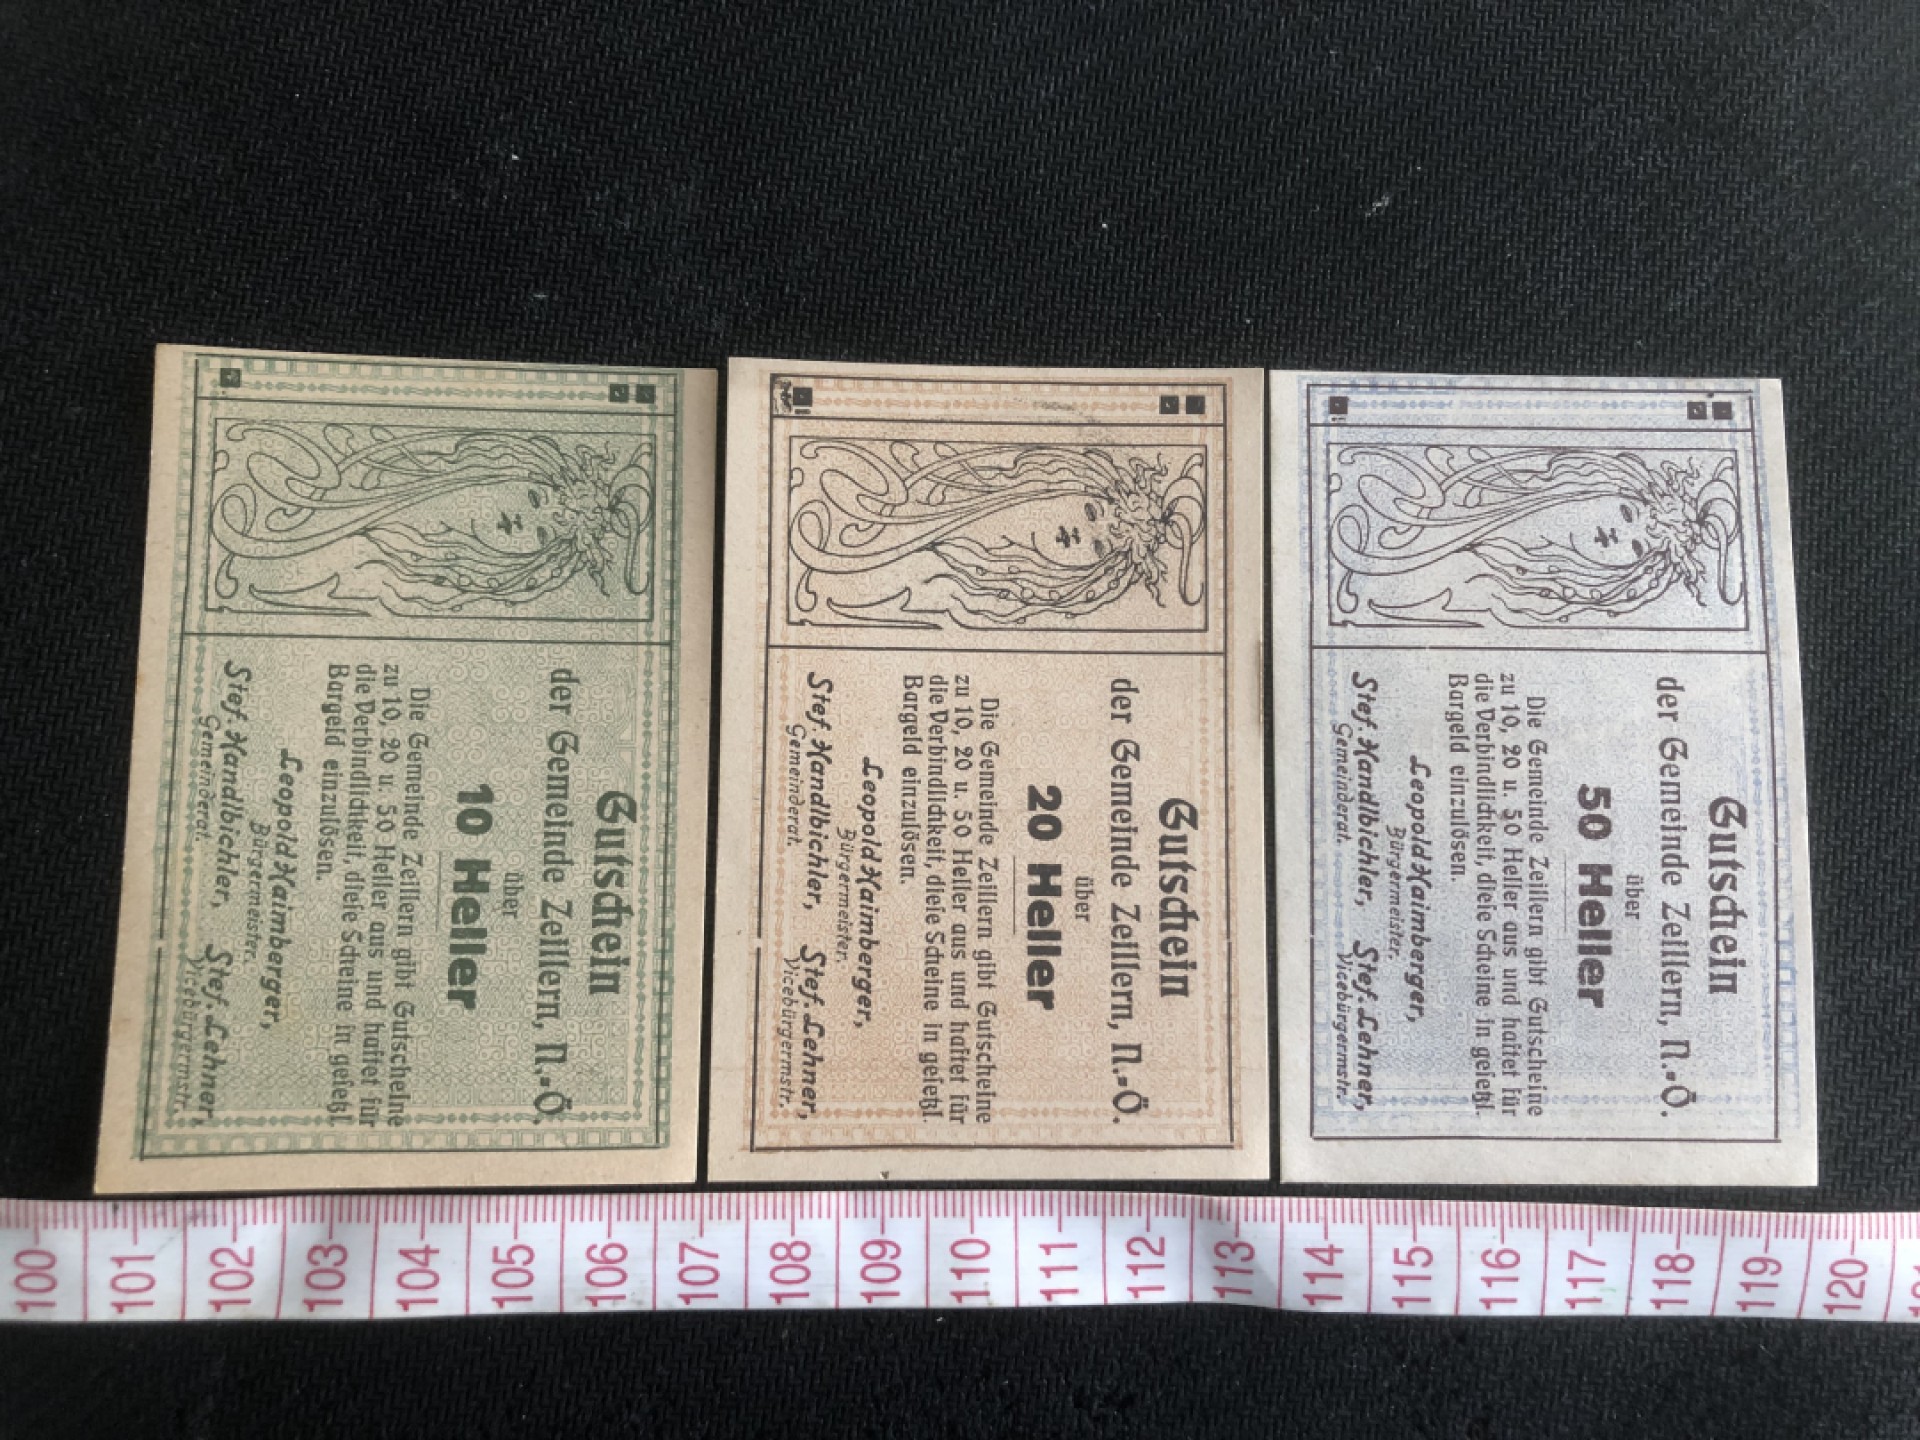 Gutschein
der Gemeinde Zeillern, N.=Ö.
über
10 Heller
Die Gemeinde Zeillern gibt Gutscheine
zu 10, 20 u. 50 Heller aus und haftet für
die Verbindlichkeit, diese Scheine in gesetzl.
Bargeld einzulösen.
Leopold Haimberger,
Bürgermeister.
Stef. Handlbichler, Stef. Lehner,
Gemeinderat. Vicebürgermstr.
Gutschein
der Gemeinde Zeillern, N.=Ö.
über
20 Heller
Die Gemeinde Zeillern gibt Gutscheine
zu 10, 20 u. 50 Heller aus und haftet für
die Verbindlichkeit, diese Scheine in gesetzl.
Bargeld einzulösen.
Leopold Haimberger,
Bürgermeister.
Stef. Handlbichler, Stef. Lehner,
Gemeinderat. Vicebürgermstr.
Gutschein
der Gemeinde Zeillern, N.=Ö.
über
50 Heller
Die Gemeinde Zeillern gibt Gutscheine
zu 10, 20 u. 50 Heller aus und haftet für
die Verbindlichkeit, diese Scheine in gesetzl.
Bargeld einzulösen.
Leopold Haimberger,
Bürgermeister.
Stef. Handlbichler, Stef. Lehner,
Gemeinderat. Vicebürgermstr.
100 101 102 103 104 105 106 107 108 109 110 111 112 113 114 115 116 117 118 119 120